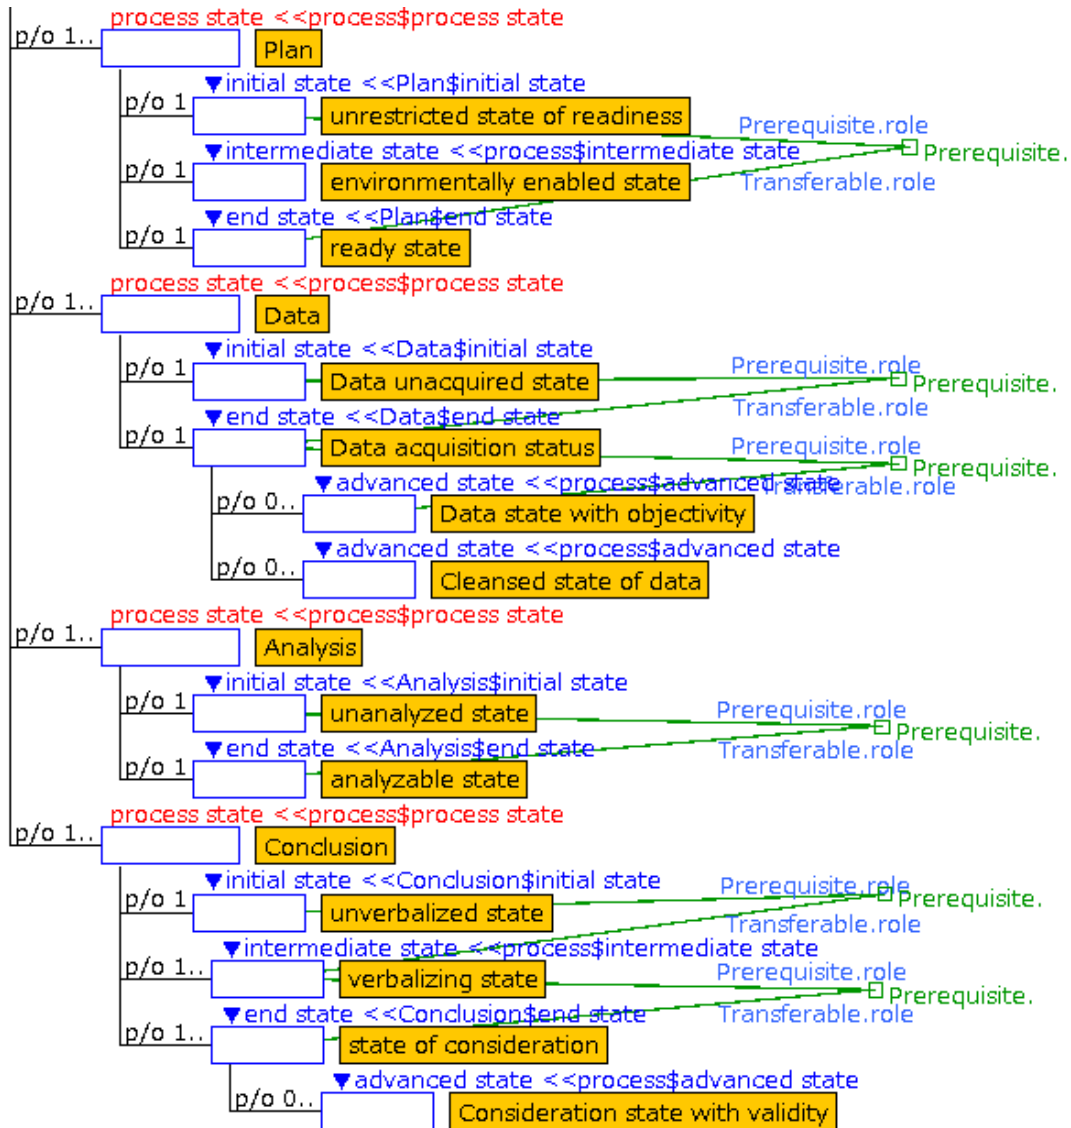 process state <<process$process state
p/o 1..
Plan
▼initial state <<Plan$initial state
p/o 1
unrestricted state of readiness
Prerequisite.role
Prerequisite.
▼intermediate state <<process$intermediate state
p/o 1
environmentally enabled state
Transferable.role
▼end state <<Plan$end state
p/o 1
ready state
process state <<process$process state
p/o 1..
Data
▼initial state <<Data$initial state
p/o 1
Data unacquired state
Prerequisite.role
Prerequisite.
Transferable.role
▼end state <<Data$end state
p/o 1
Data acquisition status
Prerequisite.role
Prerequisite.
Transferable.role
▼advanced state <<process$advanced state
p/o 0..
Data state with objectivity
▼advanced state <<process$advanced state
p/o 0..
Cleansed state of data
process state <<process$process state
p/o 1..
Analysis
▼initial state <<Analysis$initial state
p/o 1
unanalyzed state
Prerequisite.role
Prerequisite.
Transferable.role
▼end state <<Analysis$end state
p/o 1
analyzable state
process state <<process$process state
p/o 1..
Conclusion
▼initial state <<Conclusion$initial state
p/o 1
unverbalized state
Prerequisite.role
Prerequisite.
Transferable.role
▼intermediate state <<process$intermediate state
p/o 1..
verbalizing state
Prerequisite.role
Prerequisite.
Transferable.role
▼end state <<Conclusion$end state
p/o 1..
state of consideration
▼advanced state <<process$advanced state
p/o 0..
Consideration state with validity